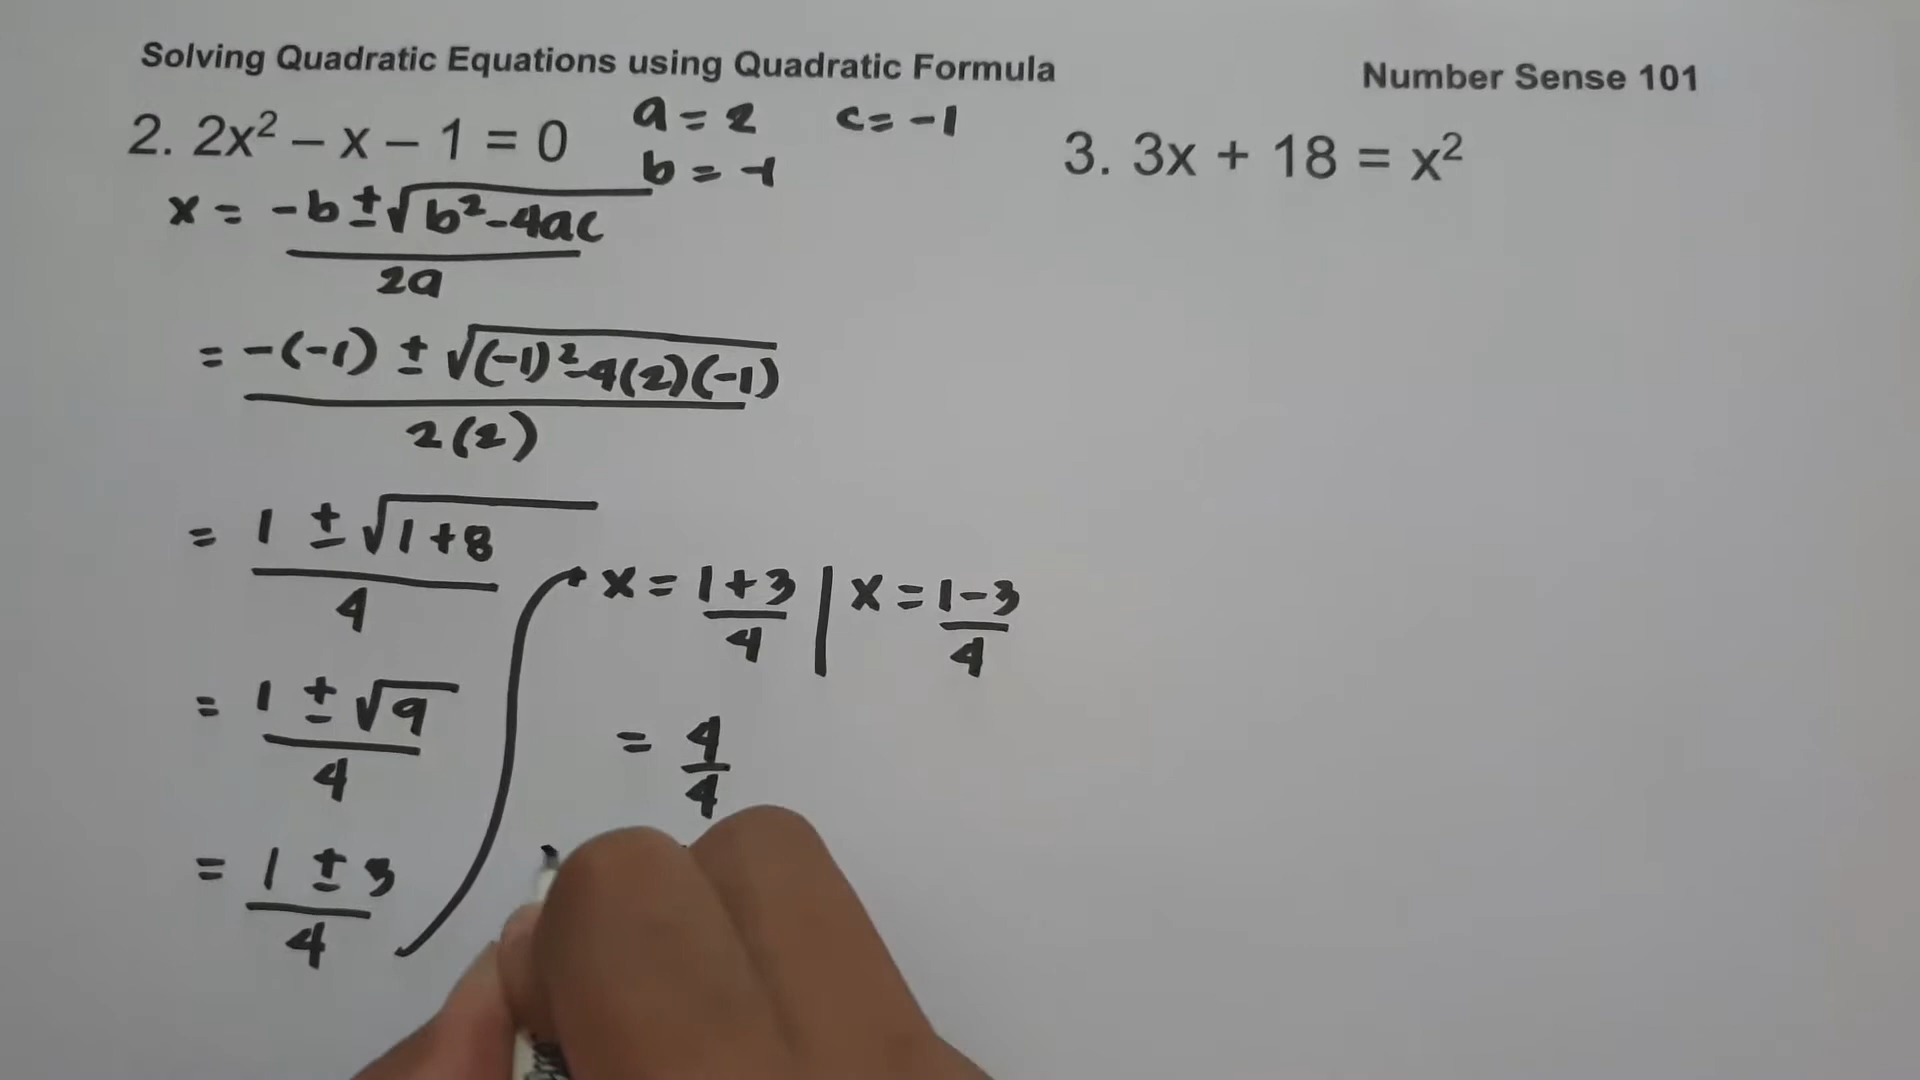 Solving Quadratic Equations using Quadratic Formula
Number Sense 101
2. 2x² – x – 1 = 0
a = 2
c = -1
b = -1
x = -b ± √b²-4ac
2a
= -(-1) ± √(-1)²-4(2)(-1)
2(2)
= 1 ± √1+8
4
= 1 ± √9
4
= 1 ± 3
4
x = 1+3 | x = 1-3
4 4
= 4
4
3. 3x + 18 = x²